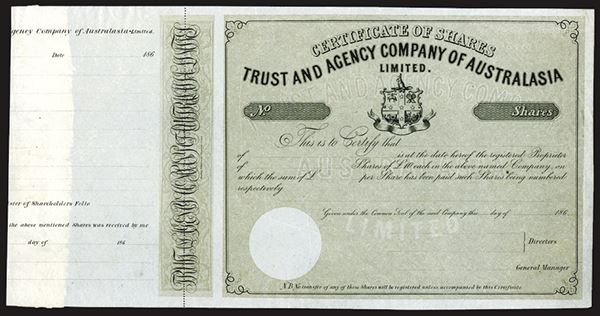 gency Company of Australasia Limited.
Date 186
ster of Shareholders Folio
the above mentioned Shares was received by me
day of 186
CERTIFICATE OF SHARES
TRUST AND AGENCY COMPANY OF AUSTRALASIA
LIMITED.
No
Shares
This is to Certify that
of is at the date hereof the registered Proprietor
of Shares of £10 each in the above named Company, on
which the sum of £ per Share has been paid such Shares being numbered
respectively
Given under the Common Seal of the said Company this day of 186
LIMITED
Directors
General Manager
NB No transfer of any of these Shares will be registered unless accompanied by this Certificate.